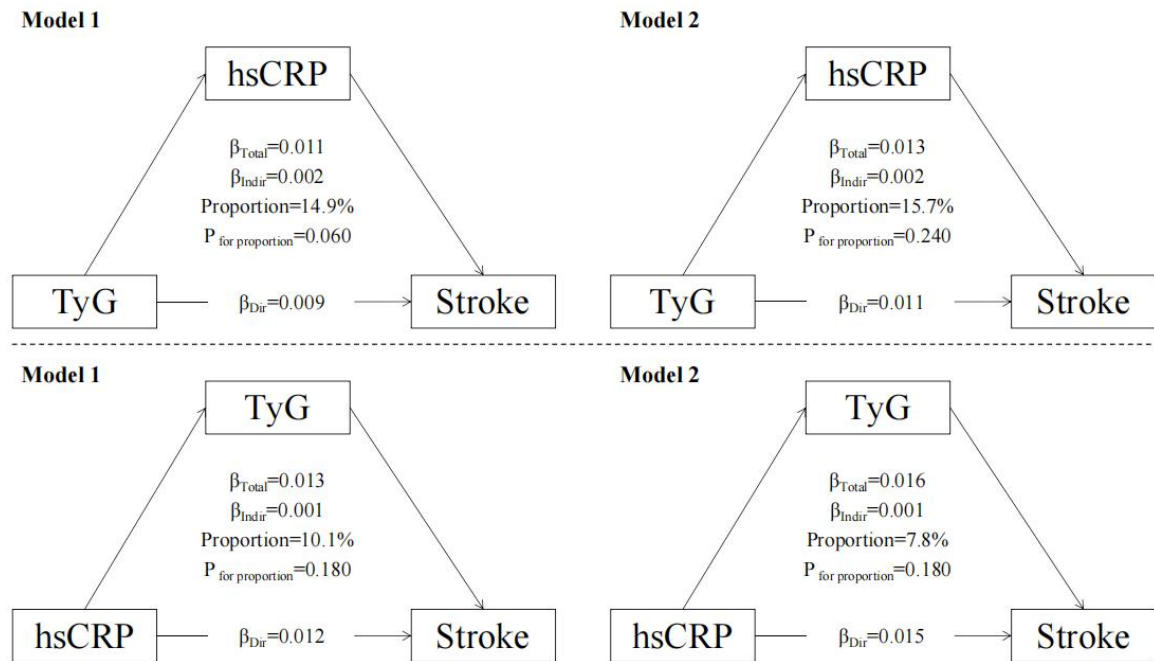 Model 1
hsCRP
βTotal=0.011
βIndir=0.002
Proportion=14.9%
P for proportion=0.060
TyG
βDir=0.009
Stroke
Model 2
hsCRP
βTotal=0.013
βIndir=0.002
Proportion=15.7%
P for proportion=0.240
TyG
βDir=0.011
Stroke
Model 1
TyG
βTotal=0.013
βIndir=0.001
Proportion=10.1%
P for proportion=0.180
hsCRP
βDir=0.012
Stroke
Model 2
TyG
βTotal=0.016
βIndir=0.001
Proportion=7.8%
P for proportion=0.180
hsCRP
βDir=0.015
Stroke